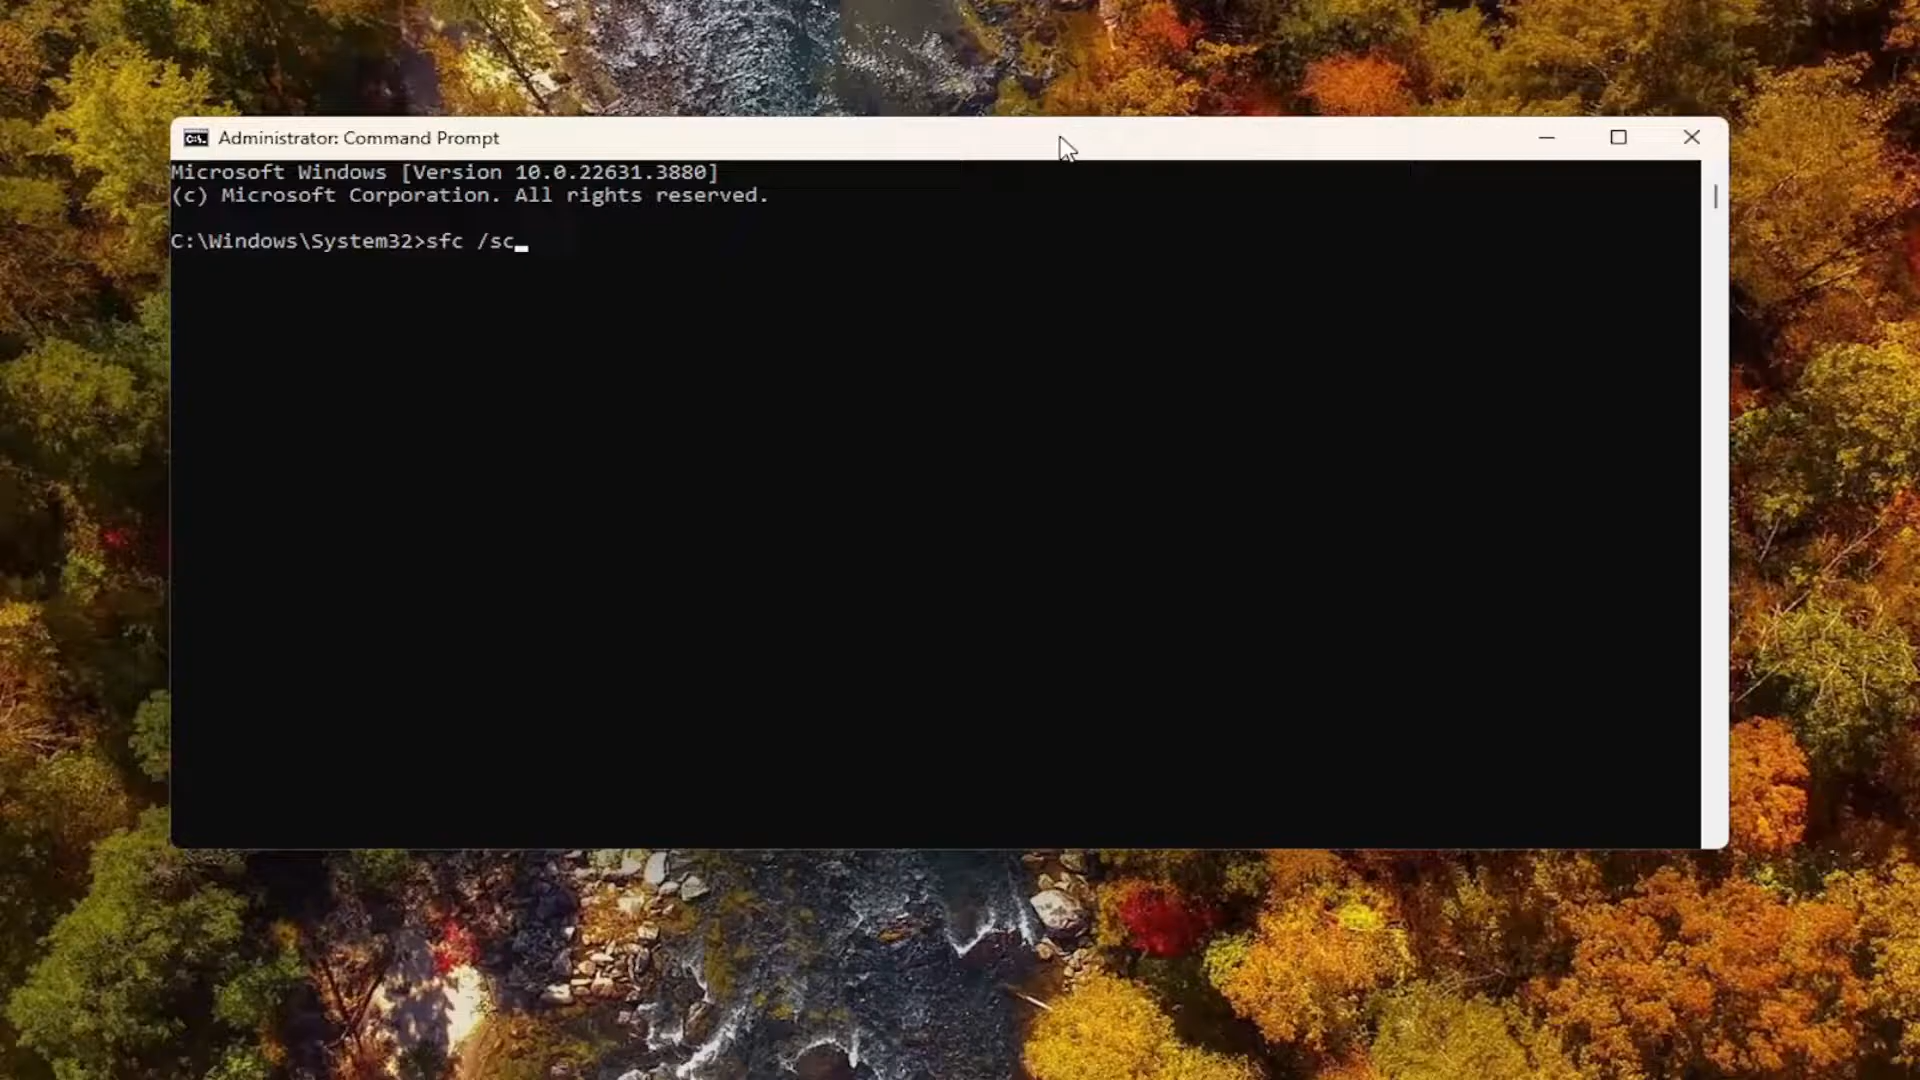 Administrator: Command Prompt
Microsoft Windows [Version 10.0.22631.3880]
(c) Microsoft Corporation. All rights reserved.
C:\Windows\System32>sfc /sc